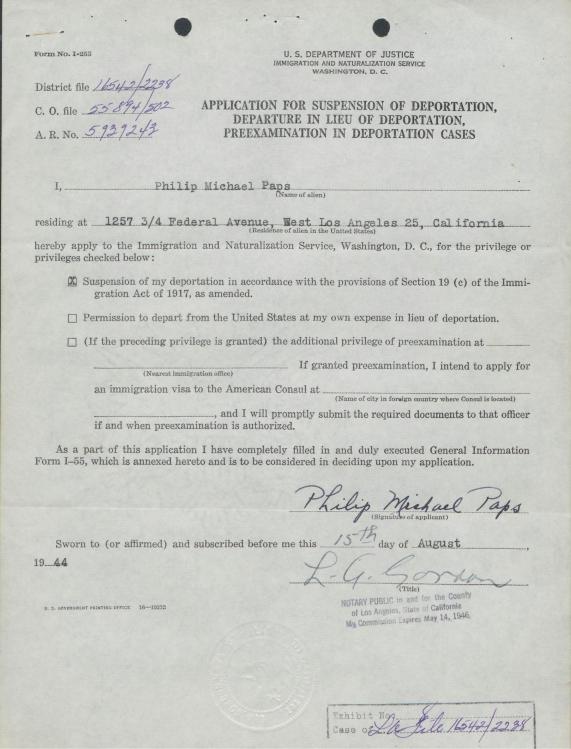 Form No. I-255
U. S. DEPARTMENT OF JUSTICE
IMMIGRATION AND NATURALIZATION SERVICE
WASHINGTON, D. C.
District file 16542/2238
C. O. file 55894/502
A. R. No. 5939243
APPLICATION FOR SUSPENSION OF DEPORTATION,
DEPARTURE IN LIEU OF DEPORTATION,
PREEXAMINATION IN DEPORTATION CASES
I, Philip Michael Paps
(Name of alien)
residing at 1257 3/4 Federal Avenue, West Los Angeles 25, California
(Residence of alien in the United States)
hereby apply to the Immigration and Naturalization Service, Washington, D. C., for the privilege or
privileges checked below:
X Suspension of my deportation in accordance with the provisions of Section 19 (c) of the Immi-
gration Act of 1917, as amended.
Permission to depart from the United States at my own expense in lieu of deportation.
(If the preceding privilege is granted) the additional privilege of preexamination at
If granted preexamination, I intend to apply for
(Nearest immigration office)
an immigration visa to the American Consul at
(Name of city in foreign country where Consul is located)
, and I will promptly submit the required documents to that officer
if and when preexamination is authorized.
As a part of this application I have completely filled in and duly executed General Information
Form I-55, which is annexed hereto and is to be considered in deciding upon my application.
Philip Michael Paps
(Signature of applicant)
Sworn to (or affirmed) and subscribed before me this 15th day of August,
1944
L. G. Gordon
(Title)
NOTARY PUBLIC in and for the County
of Los Angeles, State of California
My Commission Expires May 14, 1946.
U. S. GOVERNMENT PRINTING OFFICE
Exhibit No
Case of LA File 16542/2238